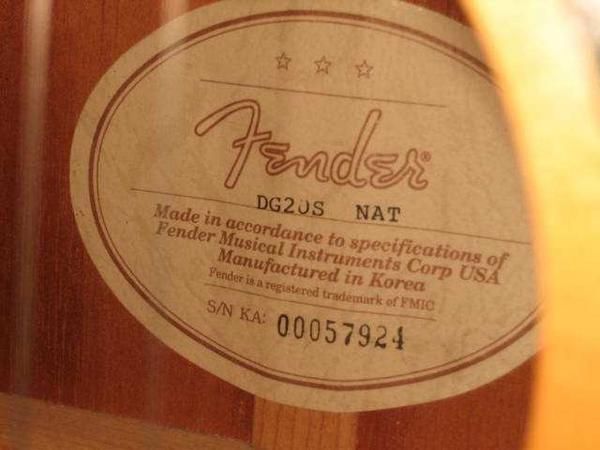 Fender®
DG20S NAT
Made in accordance to specifications of
Fender Musical Instruments Corp USA
Manufactured in Korea
Fender is a registered trademark of FMIC
S/N KA: 00057924